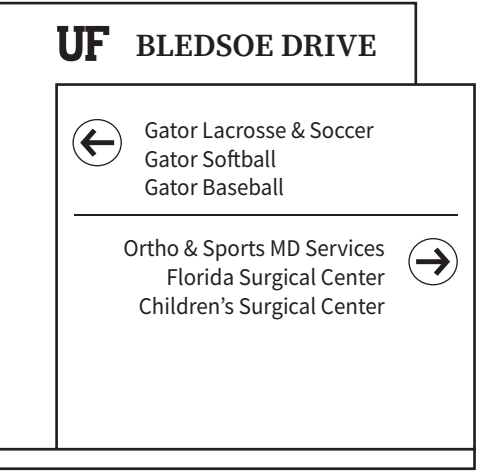 UF BLEDSOE DRIVE
Gator Lacrosse & Soccer
Gator Softball
Gator Baseball
Ortho & Sports MD Services
Florida Surgical Center
Children’s Surgical Center